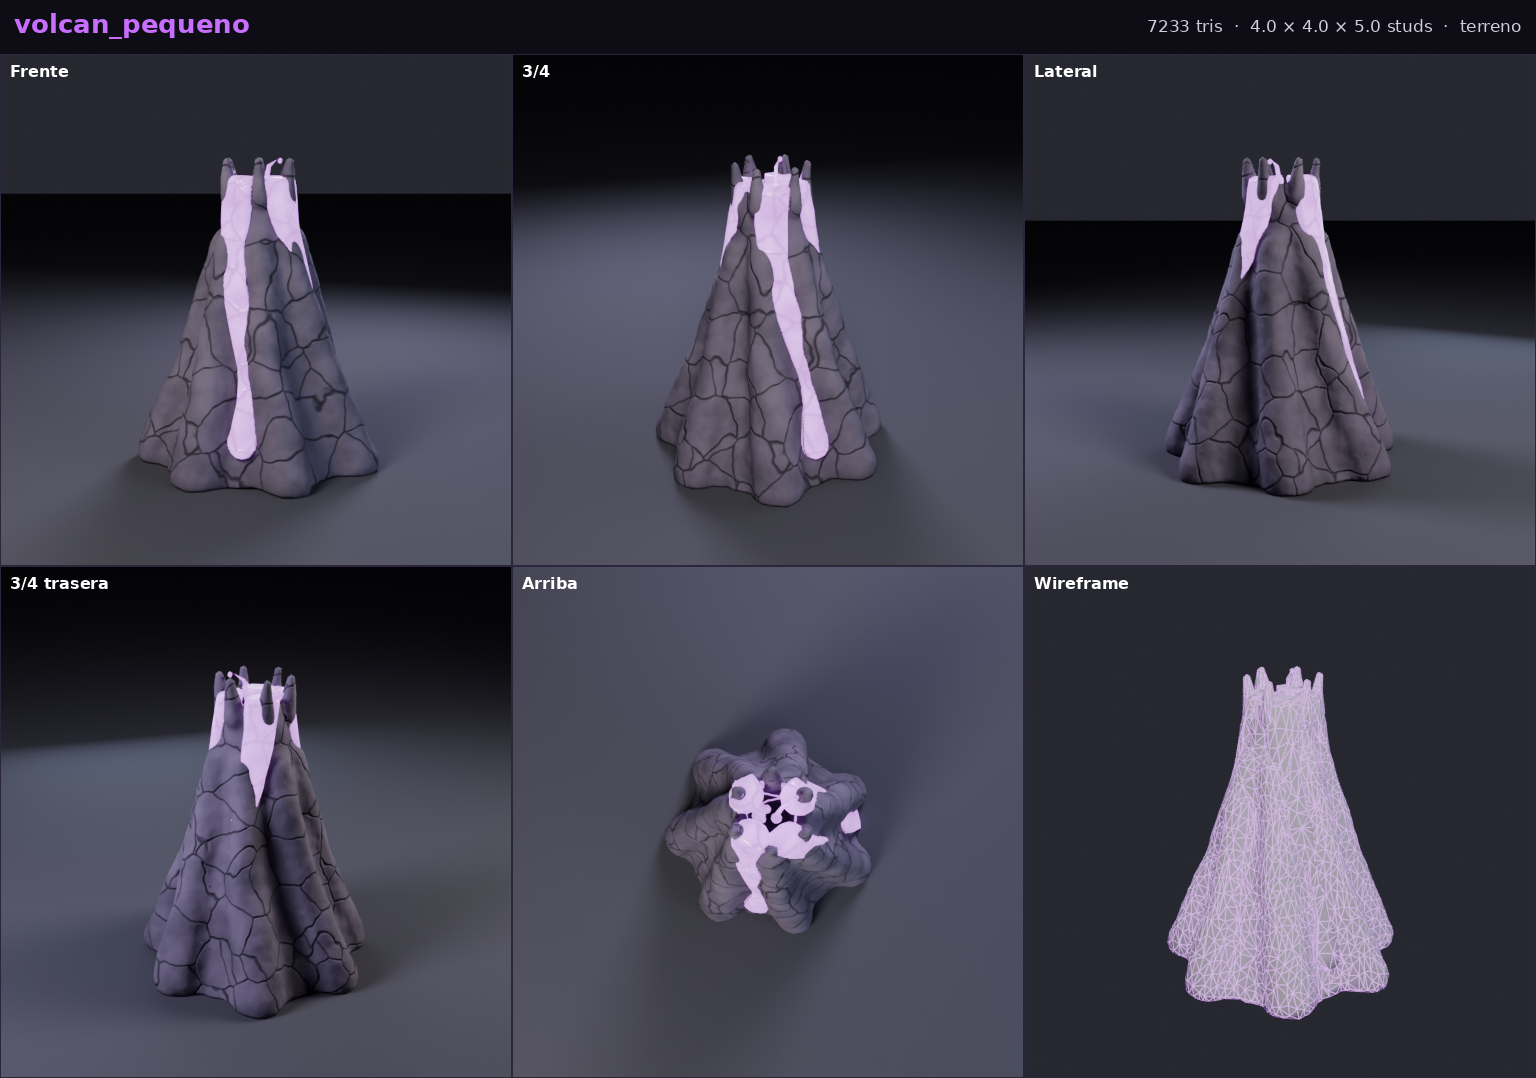 volcan_pequeno
7233 tris · 4.0 × 4.0 × 5.0 studs · terreno
Frente
3/4
Lateral
3/4 trasera
Arriba
Wireframe